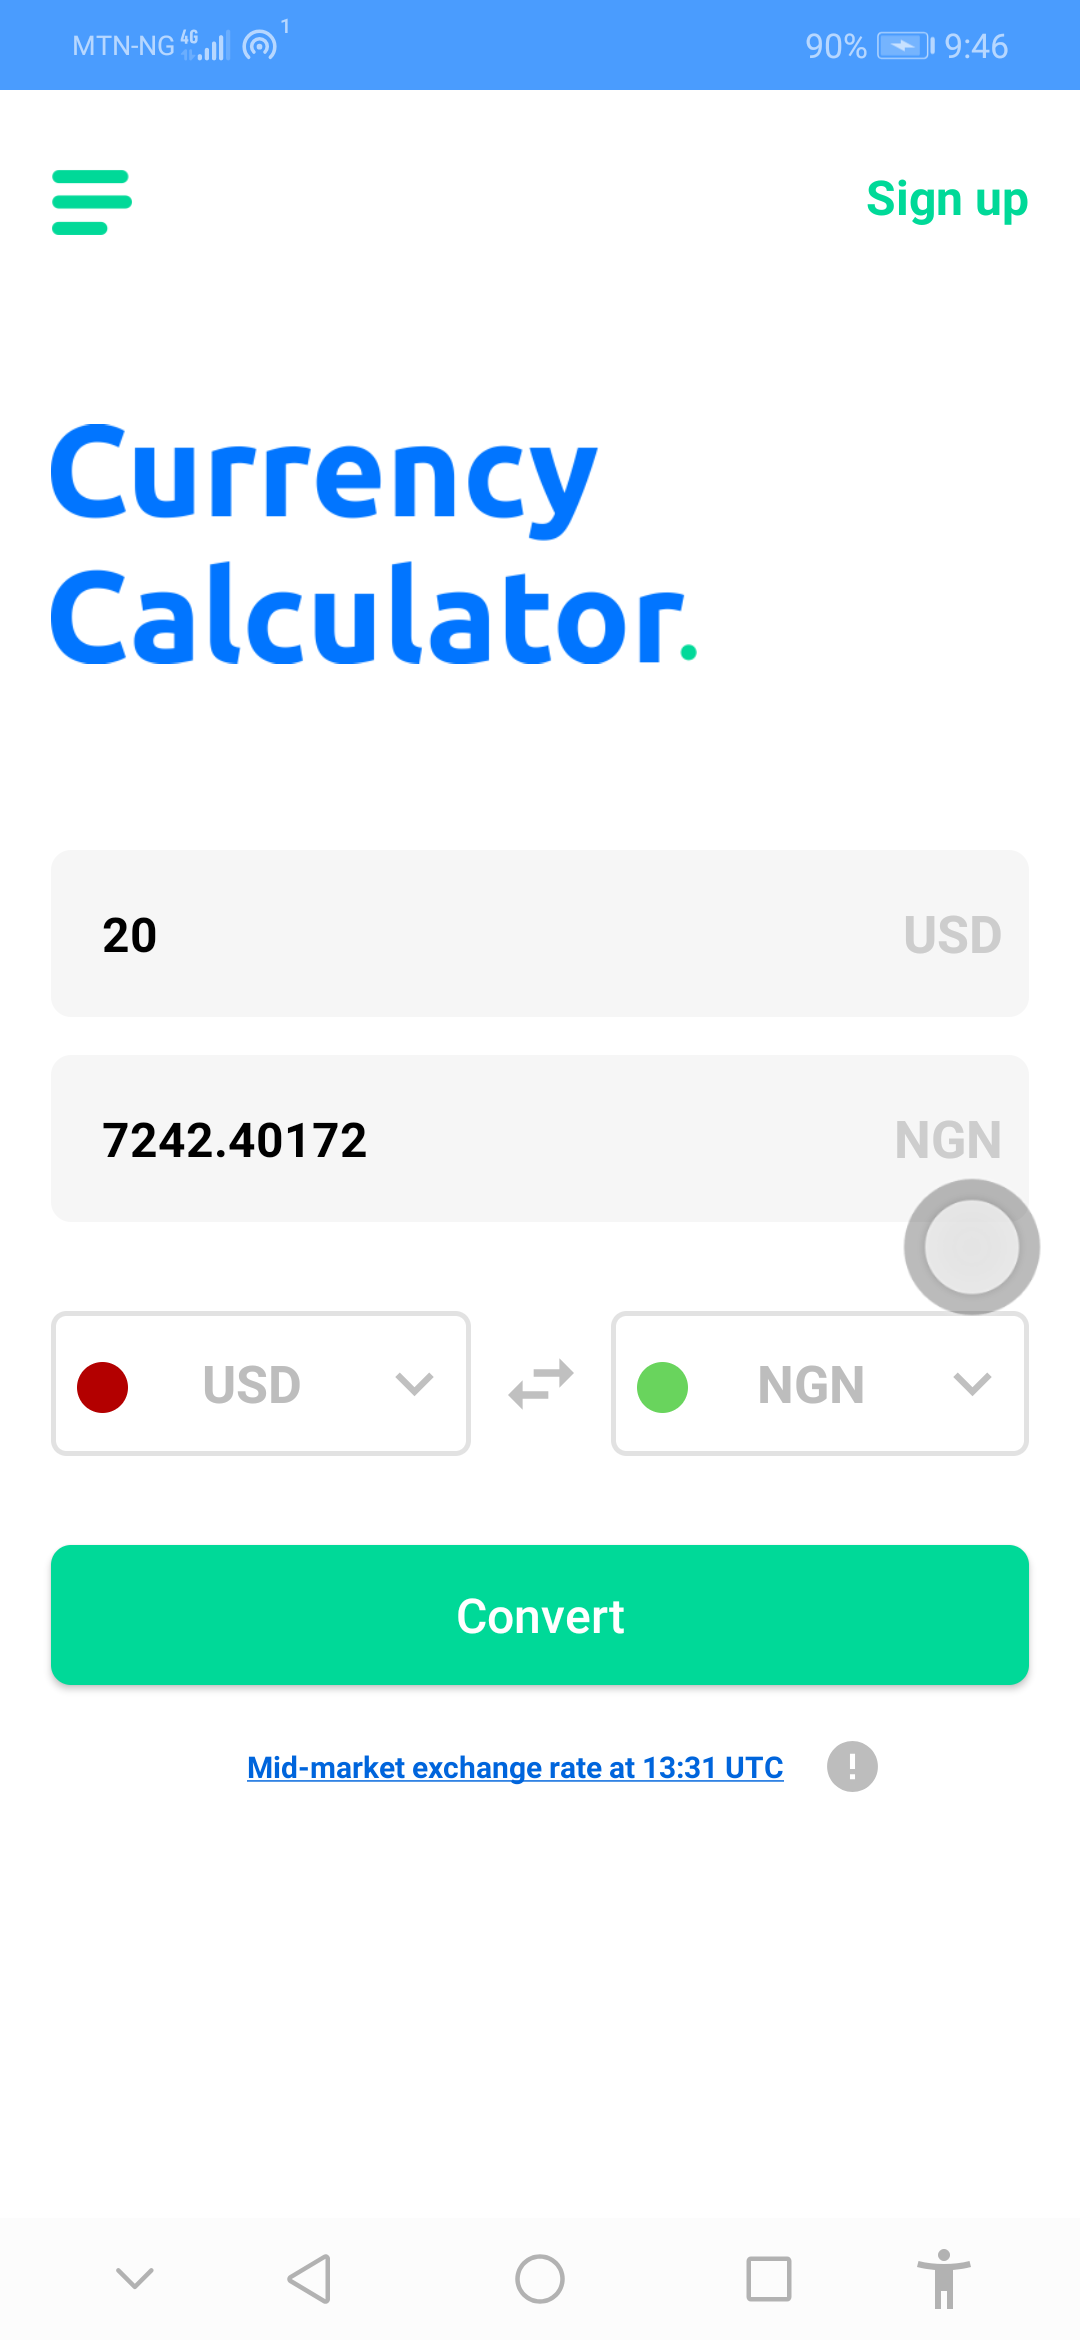 MTN-NG 4G 1 90% 9:46
Sign up
Currency
Calculator.
20 USD
7242.40172 NGN
USD NGN
Convert
Mid-market exchange rate at 13:31 UTC